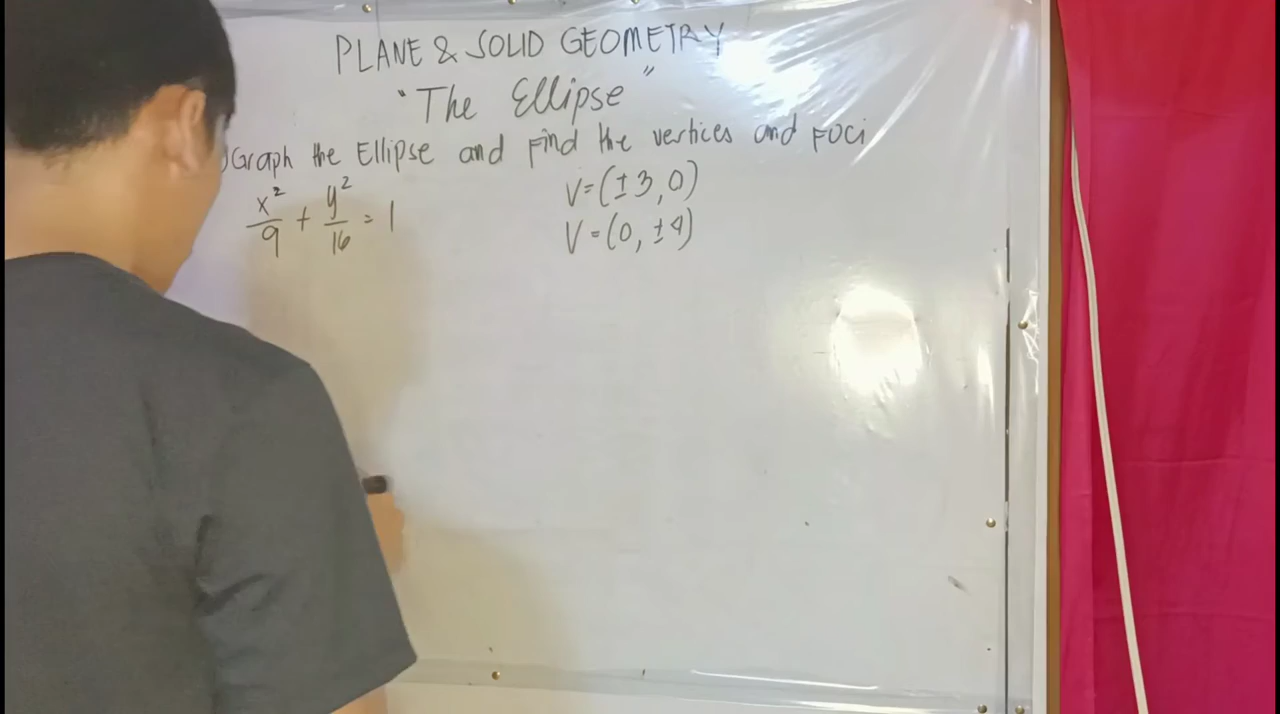 PLANE & SOLID GEOMETRY
"The Ellipse"
)Graph the Ellipse and Find the vertices and Foci
x²/9 + y²/16 = 1
V=(±3,0)
V=(0,±4)